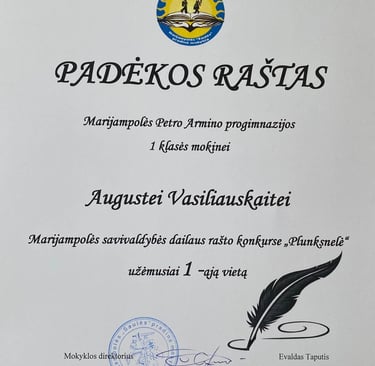 PADĖKOS RAŠTAS
Marijampolės Petro Armino progimnazijos
1 klasės mokinei
Augustei Vasiliauskaitei
Marijampolės savivaldybės dailaus rašto konkurse „Plunksnelė“
užėmusiai 1 -ąją vietą
Mokyklos direktorius
Evaldas Taputis